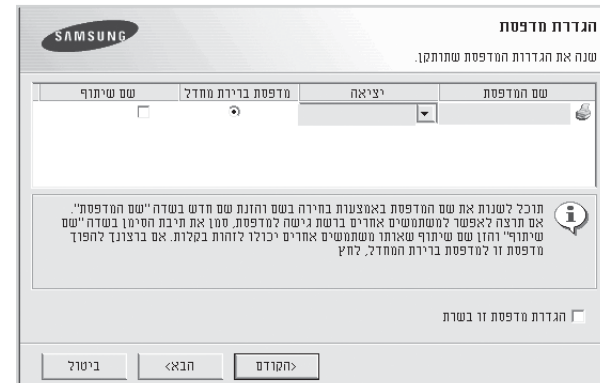 הגדרת מדפסת
SAMSUNG
שנה את הגדרות המדפסת שתותקן.
שם המדפסת יציאה מדפסת ברירת מחדל שם שיתוף
תוכל לשנות את שם המדפסת באמצעות בחירה בשם והזנת שם חדש בשדה "שם המדפסת".
אם תרצה לאפשר למשתמשים אחרים ברשת גישה למדפסת, סמן את תיבת הסימן בשדה "שם
שיתוף" והזן שם שיתוף שאותו משתמשים אחרים יכולו לזהות בקלות. אם ברצונך להפוך
מדפסת זו למדפסת ברירת המחדל, לחץ
הגדרת מדפסת זו בשרת
<הקודם הבא> ביטול